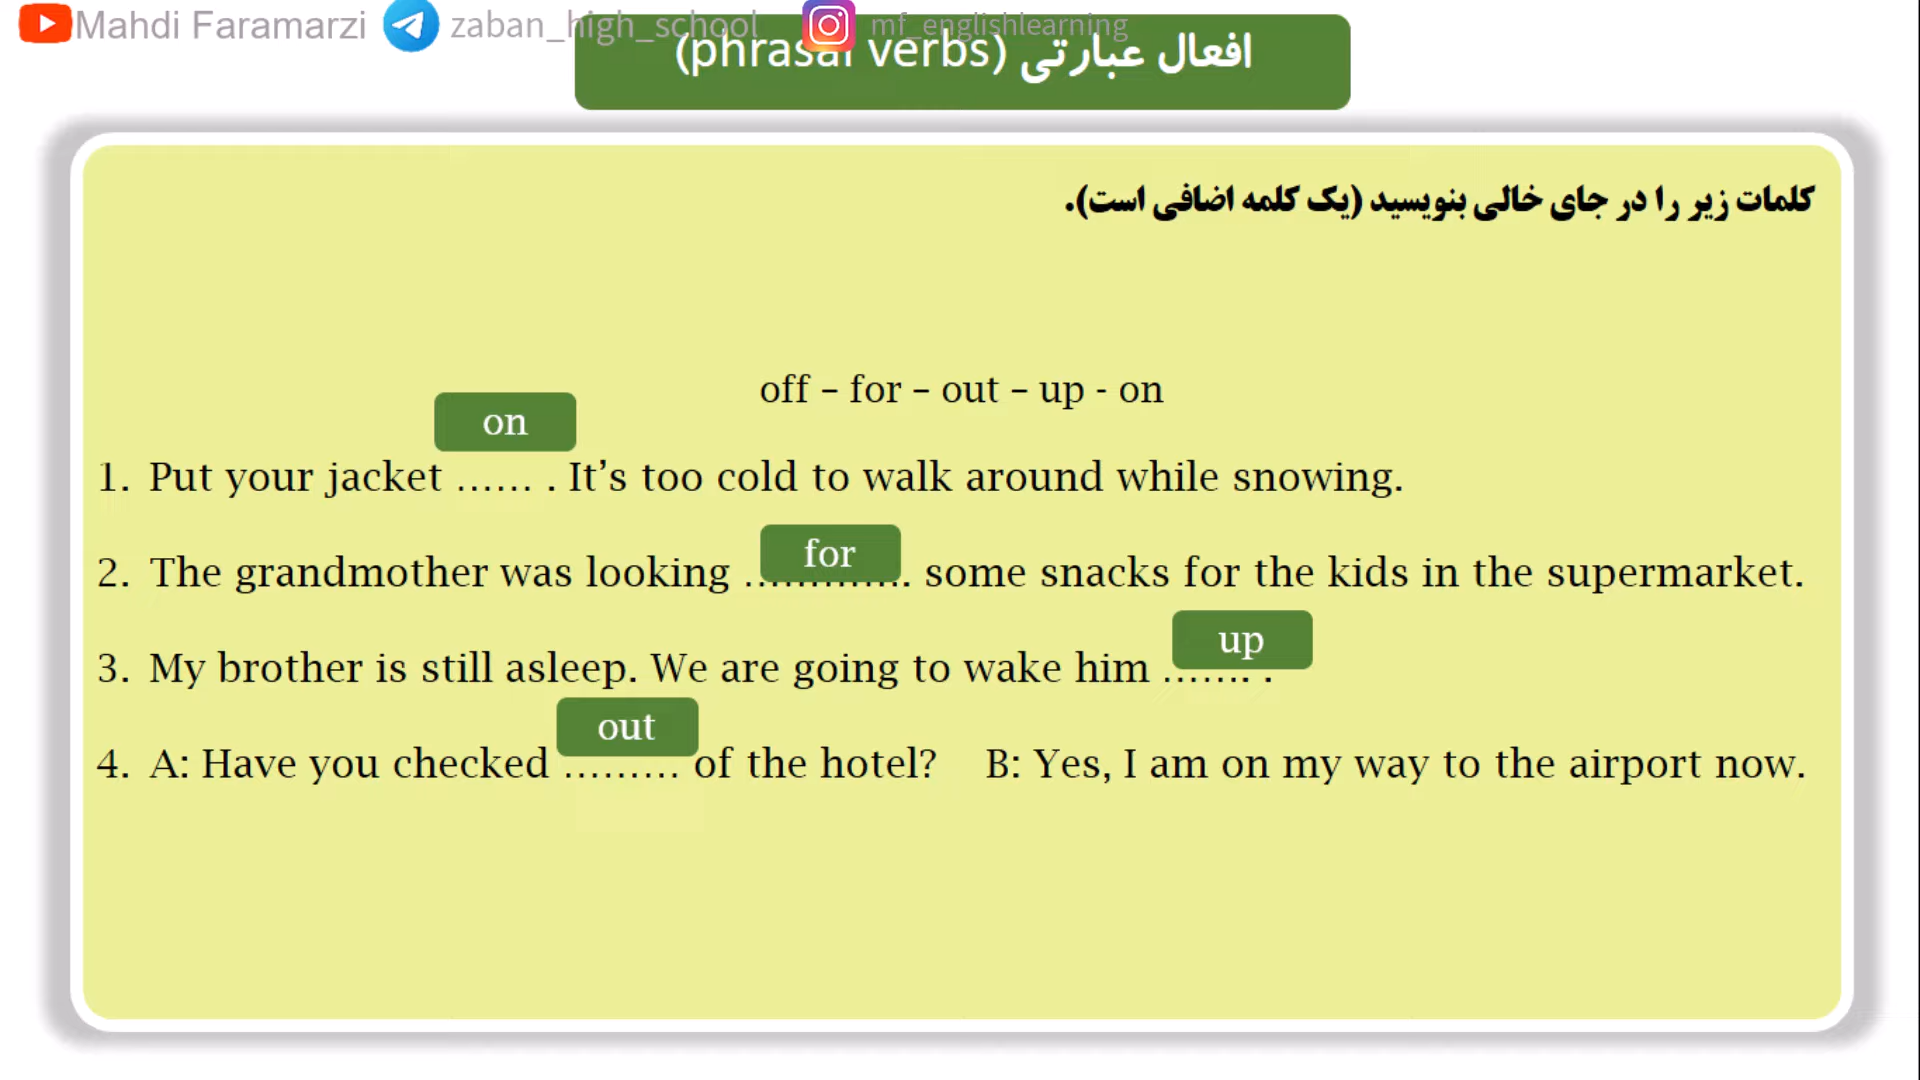 Mahdi Faramarzi zaban_high_school mf_englishlearning
افعال عبارتی (phrasal verbs)
کلمات زیر را در جای خالی بنویسید (یک کلمه اضافی است).
off – for – out – up - on
on
1. Put your jacket ...... . It’s too cold to walk around while snowing.
for
2. The grandmother was looking ............. some snacks for the kids in the supermarket.
up
3. My brother is still asleep. We are going to wake him ....... .
out
4. A: Have you checked ......... of the hotel? B: Yes, I am on my way to the airport now.